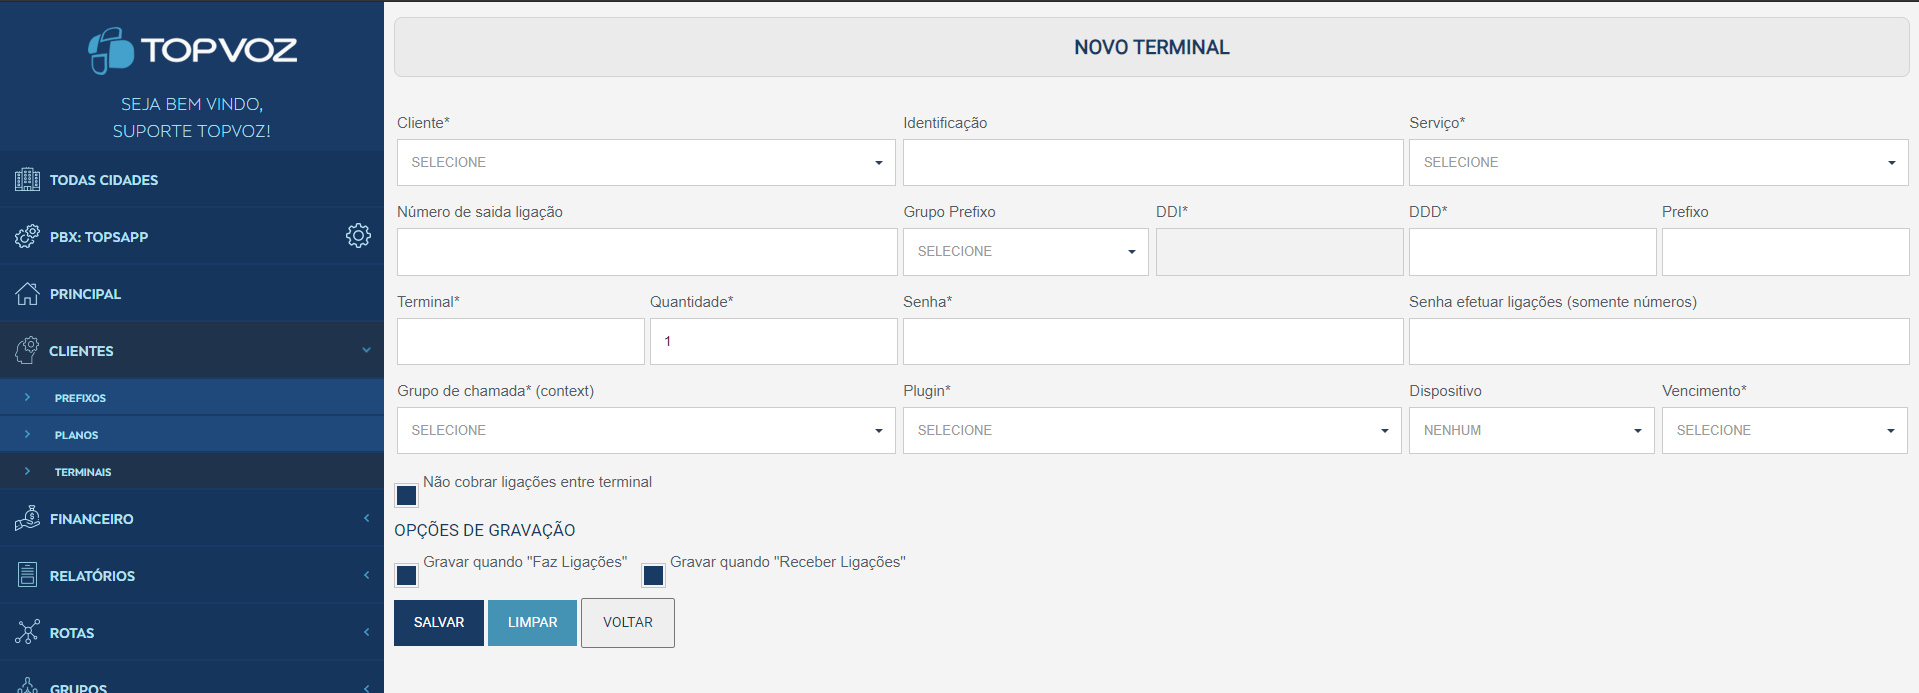 TOPVOZ
SEJA BEM VINDO,
SUPORTE TOPVOZ!
TODAS CIDADES
PBX: TOPSAPP
PRINCIPAL
CLIENTES
PREFIXOS
PLANOS
TERMINAIS
FINANCEIRO
RELATÓRIOS
ROTAS
GRUPOS
NOVO TERMINAL
Cliente* Identificação Serviço*
SELECIONE SELECIONE
Número de saida ligação Grupo Prefixo DDI* DDD* Prefixo
SELECIONE
Terminal* Quantidade* Senha* Senha efetuar ligações (somente números)
1
Grupo de chamada* (context) Plugin* Dispositivo Vencimento*
SELECIONE SELECIONE NENHUM SELECIONE
Não cobrar ligações entre terminal
OPÇÕES DE GRAVAÇÃO
Gravar quando "Faz Ligações" Gravar quando "Receber Ligações"
SALVAR LIMPAR VOLTAR